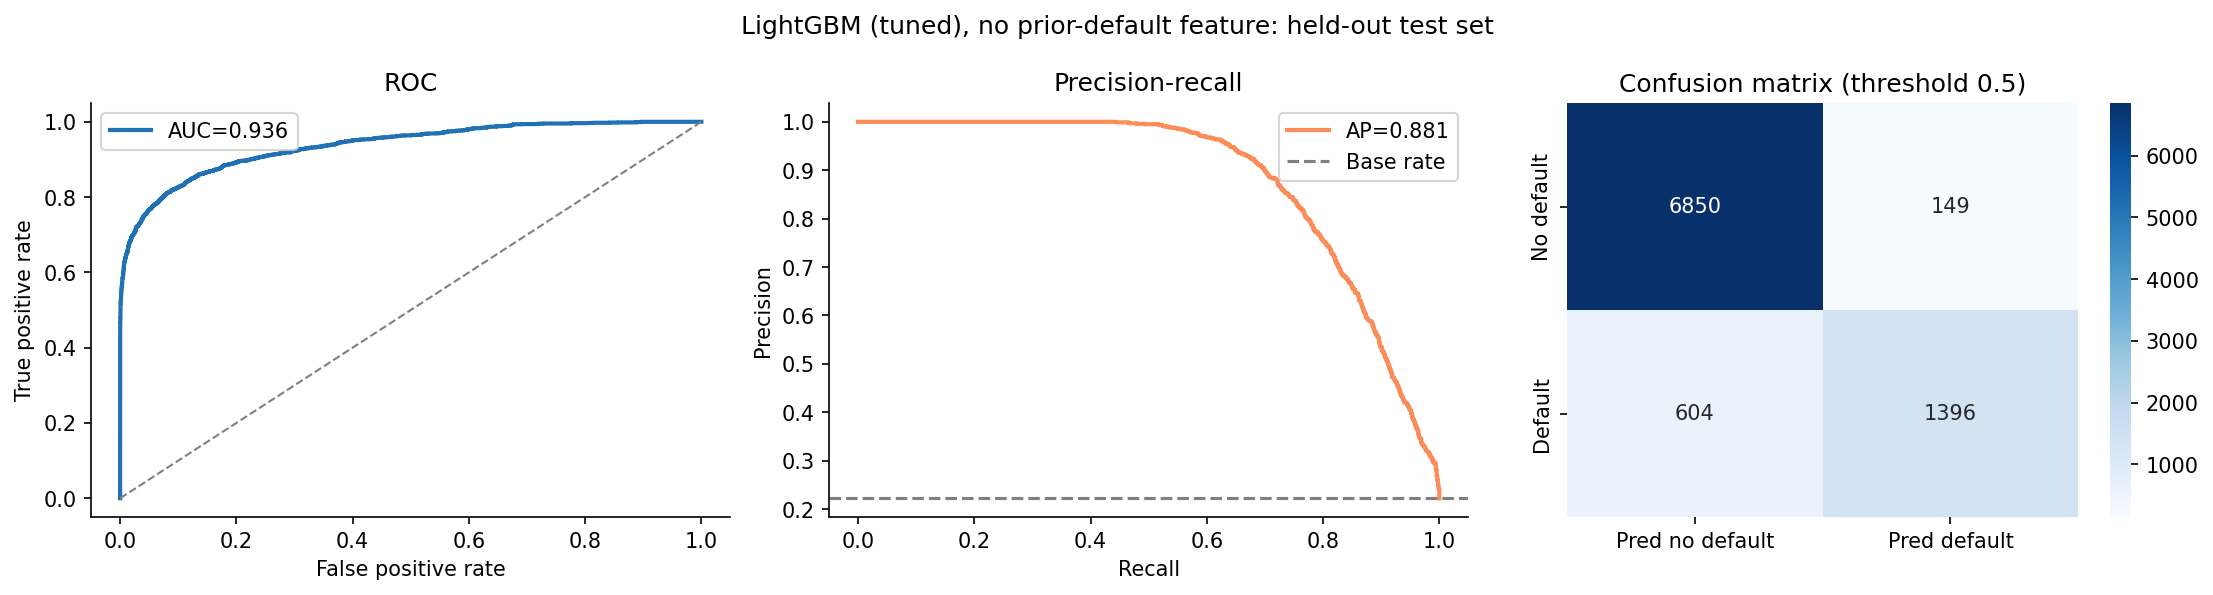 LightGBM (tuned), no prior-default feature: held-out test set
ROC
AUC=0.936
1.0
0.8
0.6
0.4
0.2
0.0
True positive rate
0.0 0.2 0.4 0.6 0.8 1.0
False positive rate
Precision-recall
AP=0.881
Base rate
1.0
0.9
0.8
0.7
0.6
0.5
0.4
0.3
0.2
Precision
0.0 0.2 0.4 0.6 0.8 1.0
Recall
Confusion matrix (threshold 0.5)
No default
Default
6850 149
604 1396
Pred no default Pred default
6000
5000
4000
3000
2000
1000